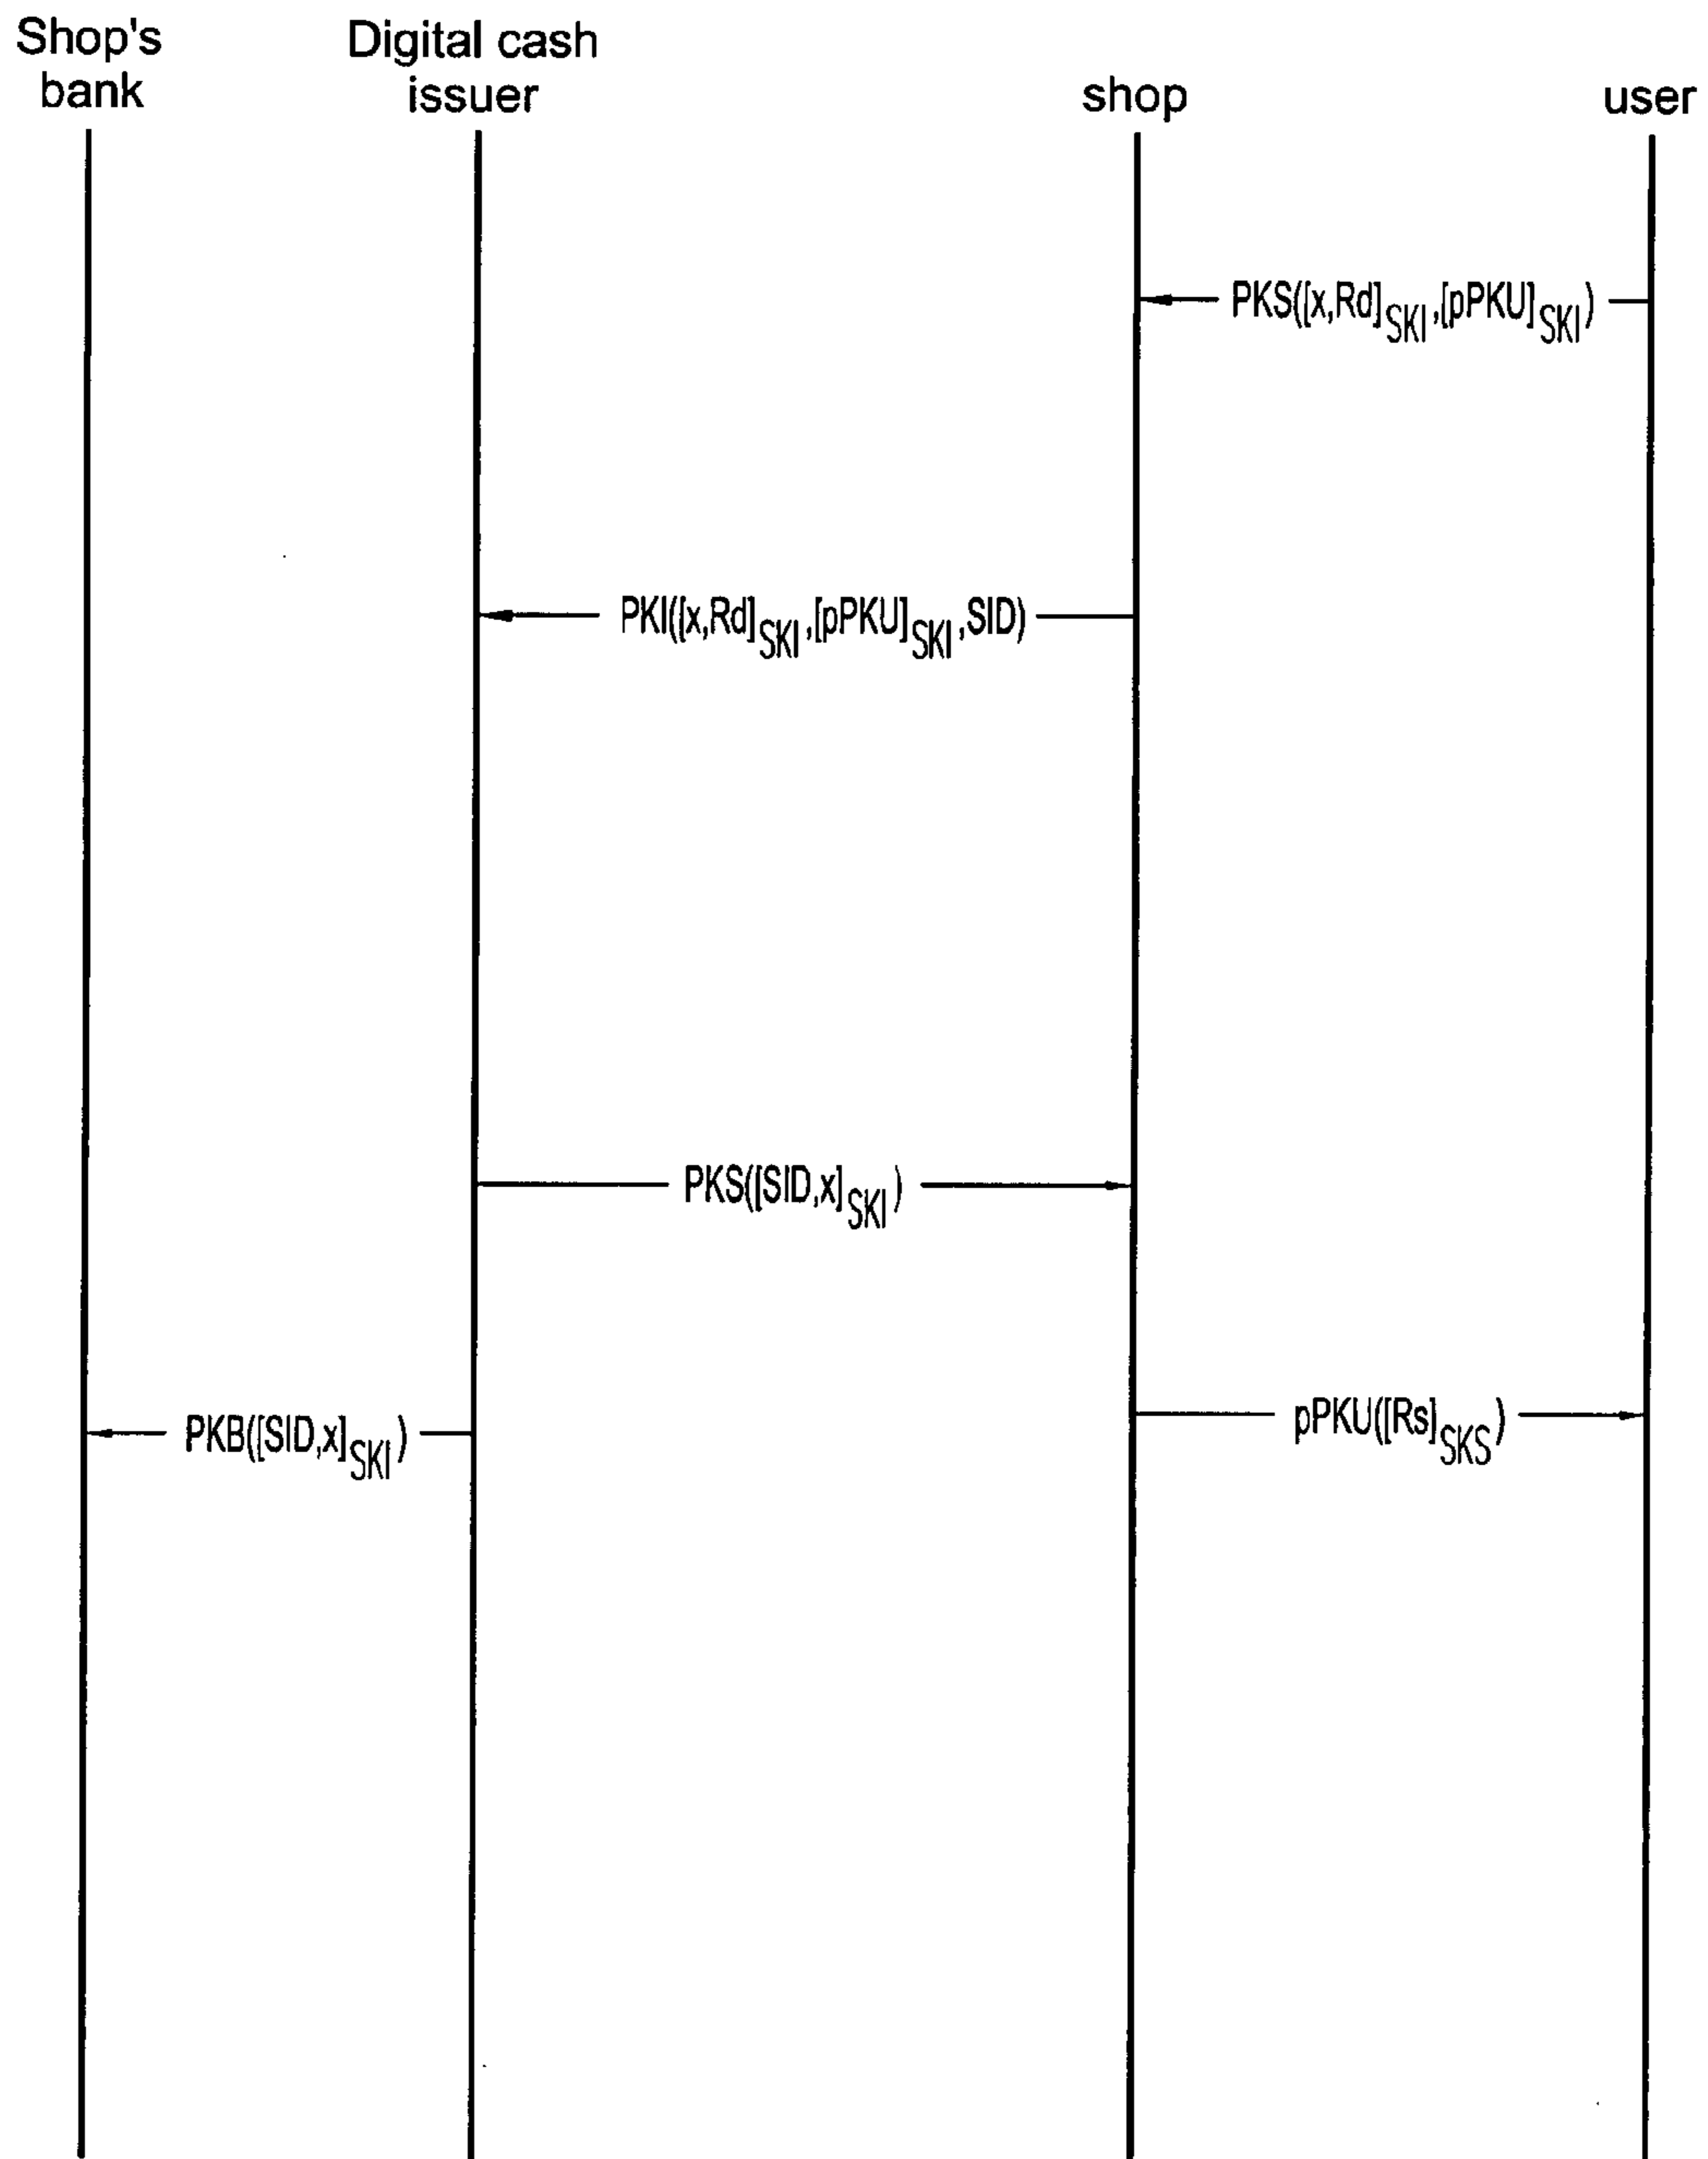 Shop's
bank
Digital cash
issuer
shop
user
PKS([x,Rd]SKI,[pPKU]SKI)
PKI([x,Rd]SKI,[pPKU]SKI,SID)
PKS([SID,x]SKI)
pPKU([Rs]SKS)
PKB([SID,x]SKI)